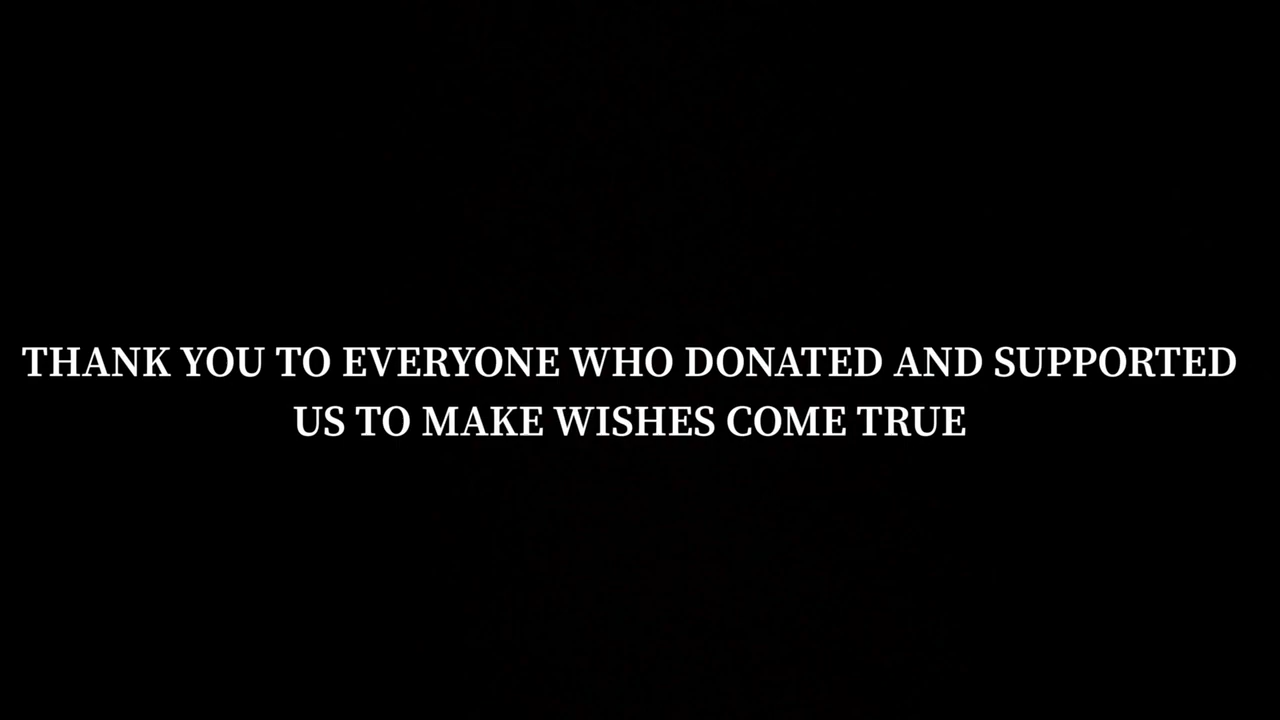 THANK YOU TO EVERYONE WHO DONATED AND SUPPORTED
US TO MAKE WISHES COME TRUE